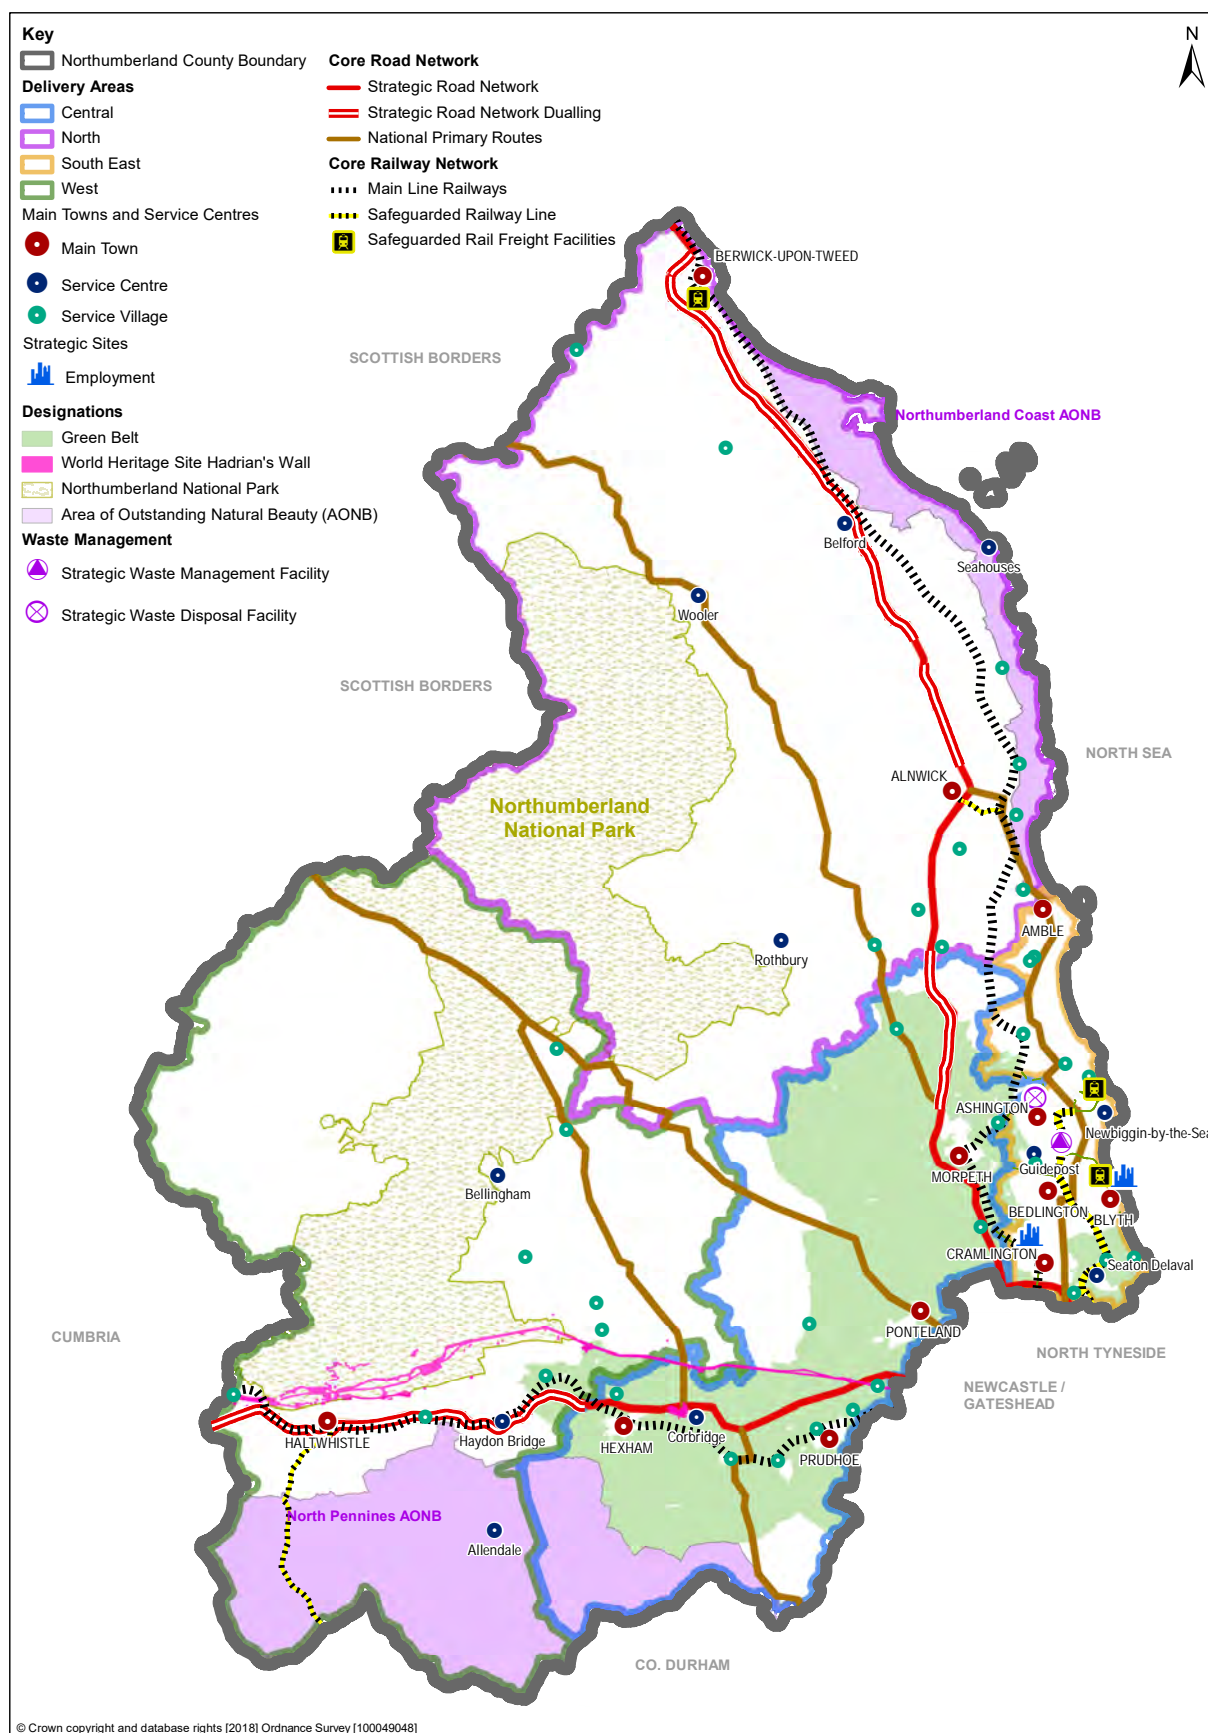 Key
Northumberland County Boundary
Delivery Areas
Central
North
South East
West
Main Towns and Service Centres
Main Town
Service Centre
Service Village
Strategic Sites
Employment
Designations
Green Belt
World Heritage Site Hadrian's Wall
Northumberland National Park
Area of Outstanding Natural Beauty (AONB)
Waste Management
Strategic Waste Management Facility
Strategic Waste Disposal Facility
Core Road Network
Strategic Road Network
Strategic Road Network Dualling
National Primary Routes
Core Railway Network
Main Line Railways
Safeguarded Railway Line
Safeguarded Rail Freight Facilities
N
BERWICK-UPON-TWEED
SCOTTISH BORDERS
Northumberland Coast AONB
Belford
Seahouses
Wooler
SCOTTISH BORDERS
NORTH SEA
ALNWICK
Northumberland
National Park
AMBLE
Rothbury
ASHINGTON
Newbiggin-by-the-Sea
Guidepost
MORPETH
Bellingham
BEDLINGTON
BLYTH
CRAMLINGTON
Seaton Delaval
PONTELAND
CUMBRIA
NORTH TYNESIDE
NEWCASTLE /
GATESHEAD
HALTWHISTLE
Haydon Bridge
HEXHAM
Corbridge
PRUDHOE
North Pennines AONB
Allendale
CO. DURHAM
© Crown copyright and database rights [2018] Ordnance Survey [100049048]